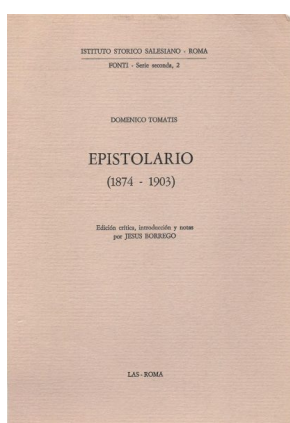 ISTITUTO STORICO SALESIANO - ROMA
FONTI - Serie seconda, 2
DOMENICO TOMATIS
EPISTOLARIO
(1874 - 1903)
Edición crítica, introducción y notas
por JESUS BORREGO
LAS - ROMA